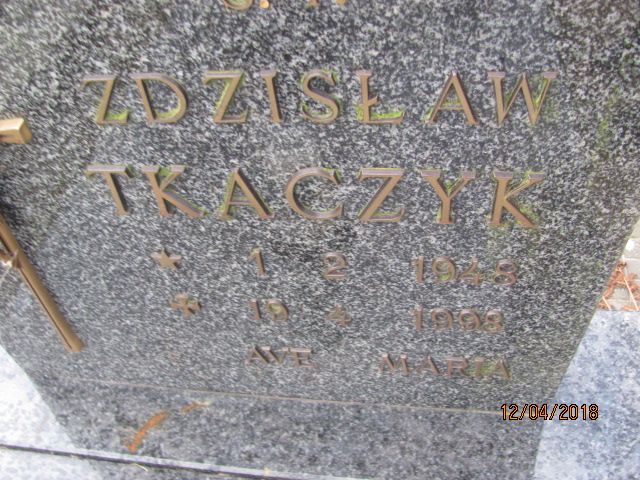 ZDZISŁAW
TKACZYK
★ 1 2 1948
✝ 19 4 1998
AVE MARIA
12/04/2018